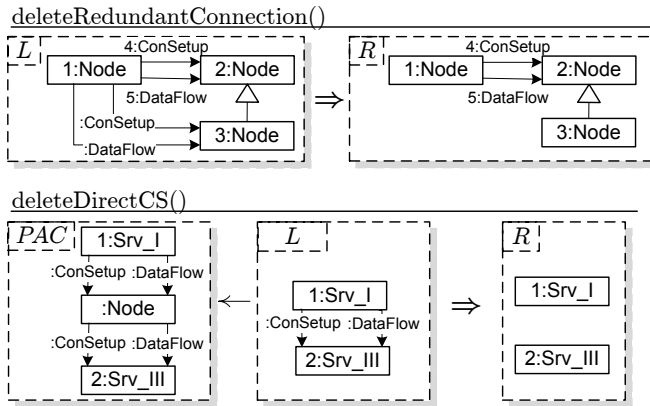 deleteRedundantConnection()
L
4:ConSetup
1:Node
2:Node
5:DataFlow
:ConSetup
:DataFlow
3:Node
⇒
R
4:ConSetup
1:Node
2:Node
5:DataFlow
3:Node
deleteDirectCS()
PAC
1:Srv_I
:ConSetup :DataFlow
:Node
:ConSetup :DataFlow
2:Srv_III
←
L
1:Srv_I
:ConSetup :DataFlow
2:Srv_III
⇒
R
1:Srv_I
2:Srv_III